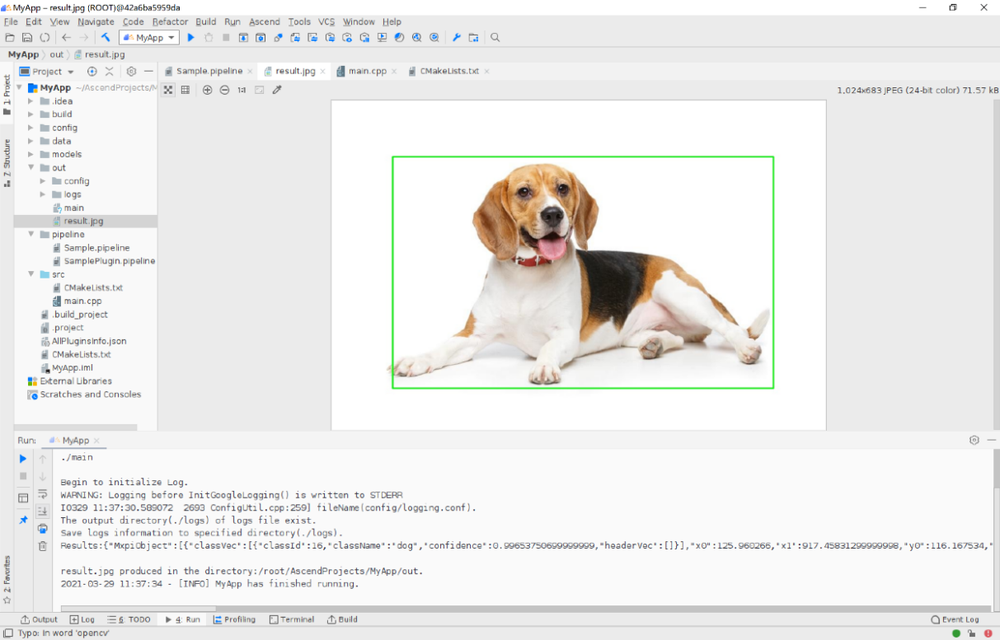 MyApp – result.jpg (ROOT)@42a6ba5959da
File Edit View Navigate Code Refactor Build Run Ascend Tools VCS Window Help
MyApp
MyApp out result.jpg
Project
Sample.pipeline result.jpg main.cpp CMakeLists.txt
1:1
1,024x683 JPEG (24-bit color) 71.57 kB
1: Project
Z: Structure
2: Favorites
MyApp ~/AscendProjects/M
.idea
build
config
data
models
out
config
logs
main
result.jpg
pipeline
Sample.pipeline
SamplePlugin.pipeline
src
CMakeLists.txt
main.cpp
.build_project
.project
AllPluginsInfo.json
CMakeLists.txt
MyApp.iml
External Libraries
Scratches and Consoles
Run: MyApp
./main
Begin to initialize Log.
WARNING: Logging before InitGoogleLogging() is written to STDERR
I0329 11:37:30.589072 2693 ConfigUtil.cpp:259] fileName(config/logging.conf).
The output directory(./logs) of logs file exist.
Save logs information to specified directory(./logs).
Results:{"MxpiObject":[{"classVec":[{"classId":16,"className":"dog","confidence":0.99653750699999999,"headerVec":[]}],"x0":125.960266,"x1":917.45831299999998,"y0":116.167534,"
result.jpg produced in the directory:/root/AscendProjects/MyApp/out.
2021-03-29 11:37:34 - [INFO] MyApp has finished running.
Output Log 6: TODO 4: Run Profiling Terminal Build Event Log
Typo: In word 'opencv'